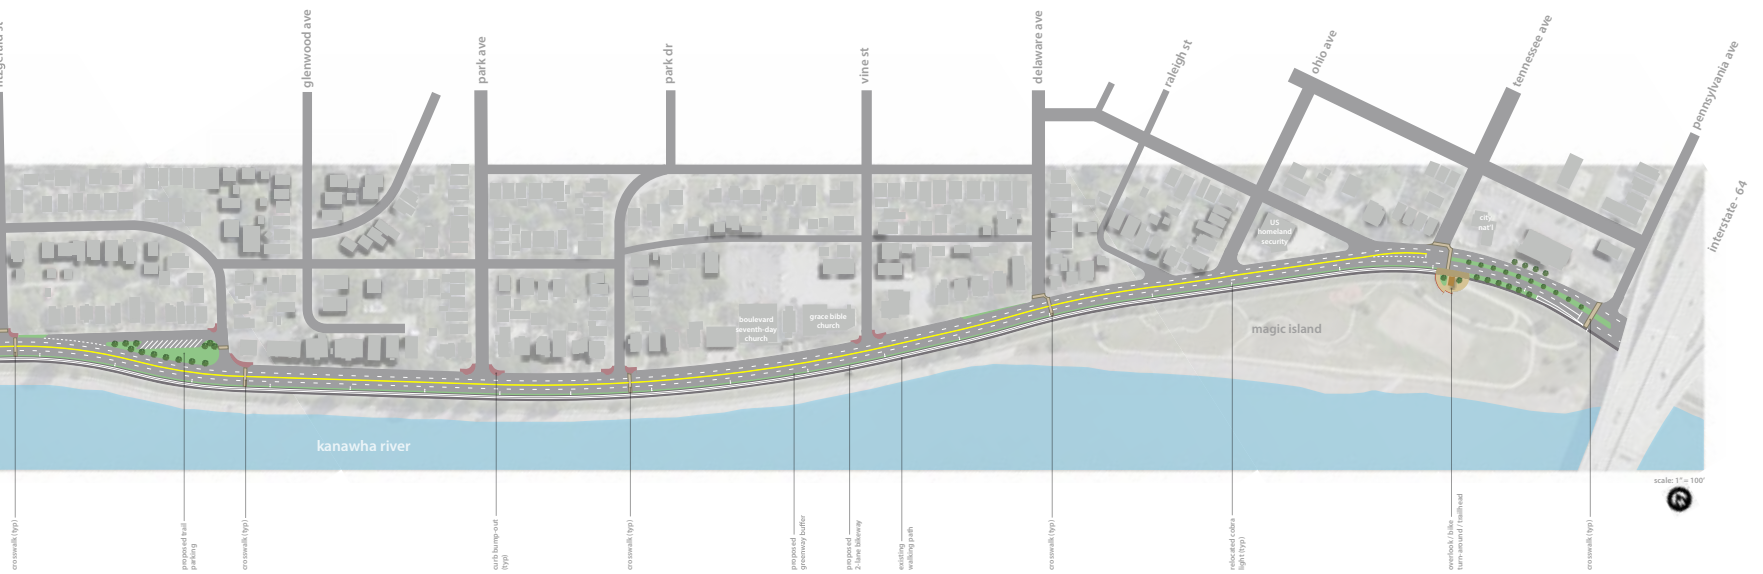 fitzgerald st
glenwood ave
park ave
park dr
vine st
delaware ave
raleigh st
ohio ave
tennessee ave
pennsylvania ave
interstate - 64
US
homeland
security
city
nat'l
boulevard
seventh-day
church
grace bible
church
magic island
kanawha river
scale: 1" = 100'
crosswalk (typ)
proposed trail
parking
crosswalk (typ)
curb bump-out
(typ)
crosswalk (typ)
proposed
greenway buffer
proposed
2-lane bikeway
existing
walking path
crosswalk (typ)
relocated cobra
light (typ)
overlook / bike
turn-around / trailhead
crosswalk (typ)